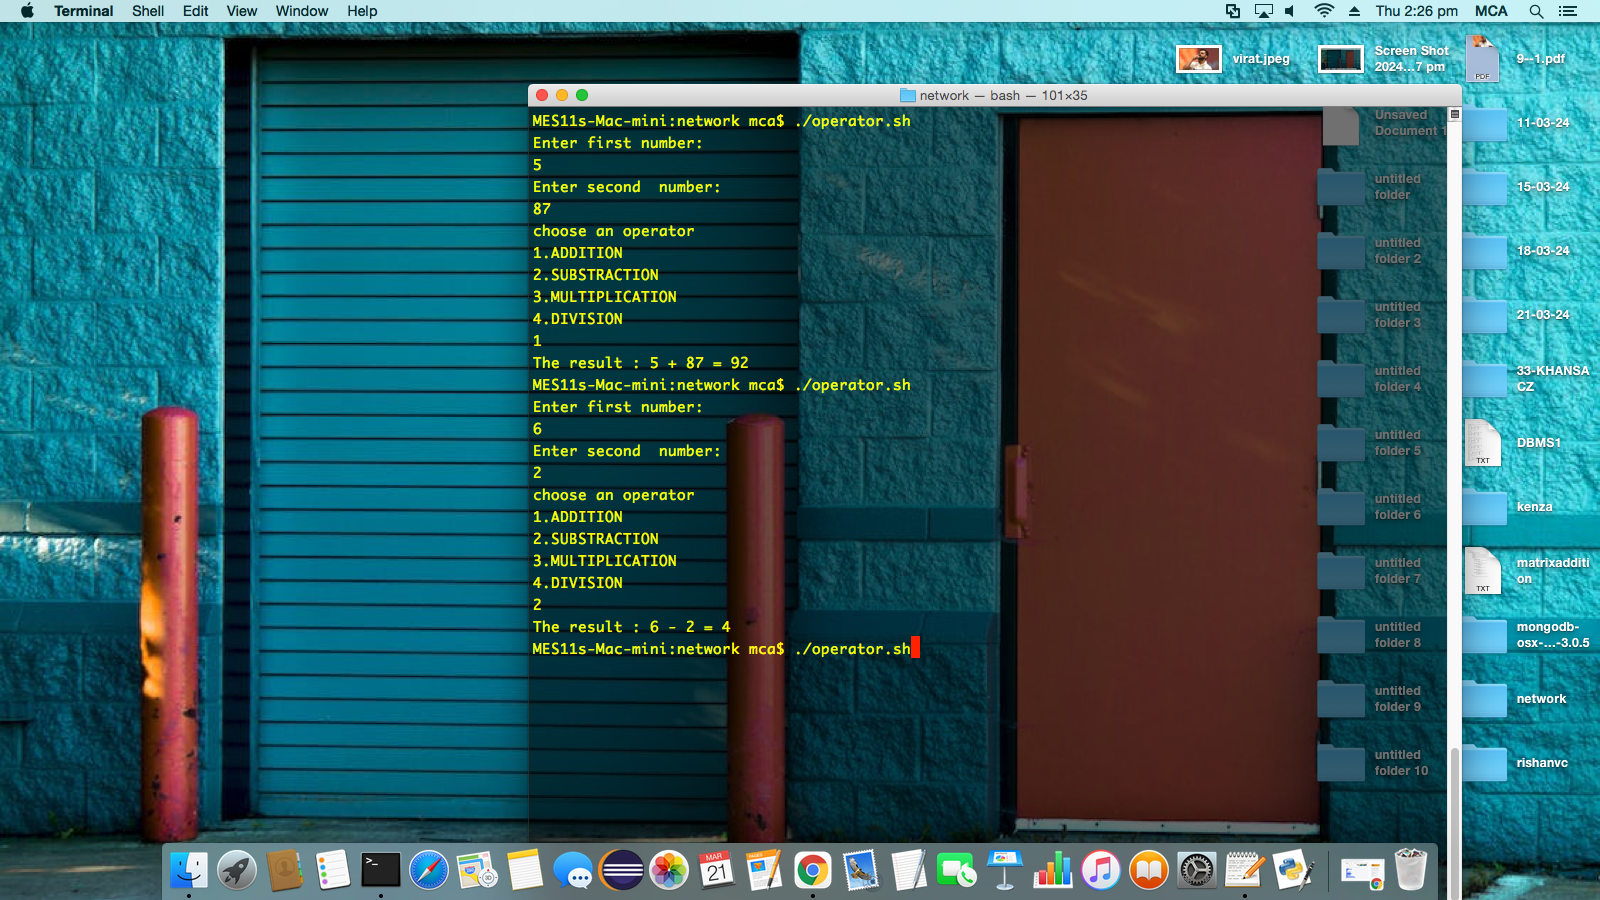 Terminal Shell Edit View Window Help
Thu 2:26 pm MCA
virat.jpeg
Screen Shot
2024...7 pm
9--1.pdf
PDF
network — bash — 101×35
MES11s-Mac-mini:network mca$ ./operator.sh
Enter first number:
5
Enter second  number:
87
choose an operator
1.ADDITION
2.SUBSTRACTION
3.MULTIPLICATION
4.DIVISION
1
The result : 5 + 87 = 92
MES11s-Mac-mini:network mca$ ./operator.sh
Enter first number:
6
Enter second  number:
2
choose an operator
1.ADDITION
2.SUBSTRACTION
3.MULTIPLICATION
4.DIVISION
2
The result : 6 - 2 = 4
MES11s-Mac-mini:network mca$ ./operator.sh
Unsaved
Document 1
untitled
folder
untitled
folder 2
untitled
folder 3
untitled
folder 4
untitled
folder 5
untitled
folder 6
untitled
folder 7
untitled
folder 8
untitled
folder 9
untitled
folder 10
11-03-24
15-03-24
18-03-24
21-03-24
33-KHANSA
CZ
DBMS1
TXT
kenza
matrixadditi
on
TXT
mongodb-
osx-...-3.0.5
network
rishanvc
MAR
21